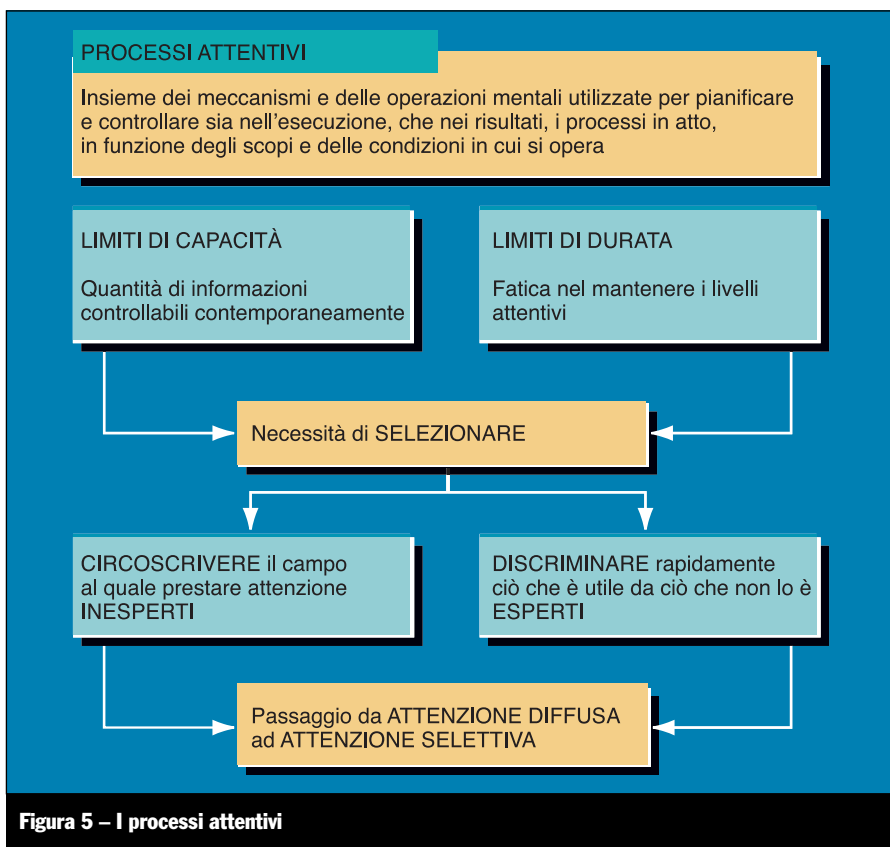 PROCESSI ATTENTIVI
Insieme dei meccanismi e delle operazioni mentali utilizzate per pianificare
e controllare sia nell'esecuzione, che nei risultati, i processi in atto,
in funzione degli scopi e delle condizioni in cui si opera
LIMITI DI CAPACITÀ
Quantità di informazioni
controllabili contemporaneamente
LIMITI DI DURATA
Fatica nel mantenere i livelli
attentivi
Necessità di SELEZIONARE
CIRCOSCRIVERE il campo
al quale prestare attenzione
INESPERTI
DISCRIMINARE rapidamente
ciò che è utile da ciò che non lo è
ESPERTI
Passaggio da ATTENZIONE DIFFUSA
ad ATTENZIONE SELETTIVA
Figura 5 – I processi attentivi